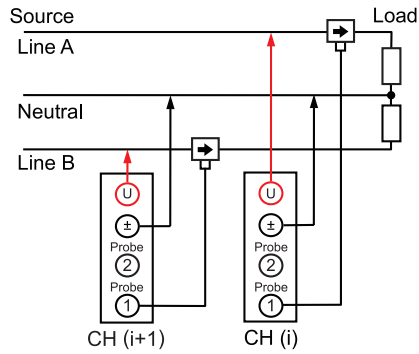 Source
Load
Line A
Neutral
Line B
U
±
Probe
2
Probe
1
CH (i+1)
U
±
Probe
2
Probe
1
CH (i)